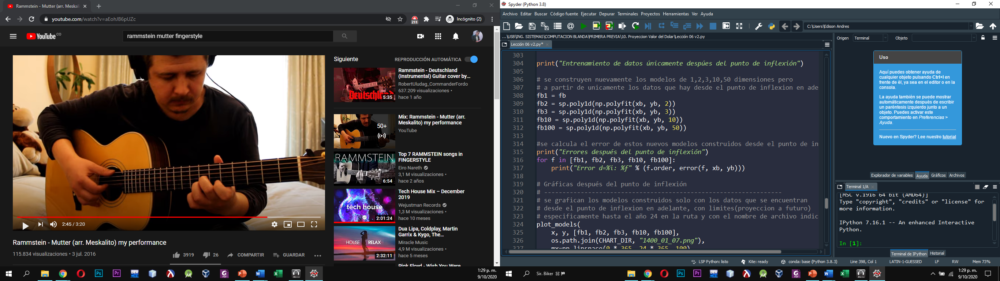 Rammstein - Mutter (arr. Meskali
youtube.com/watch?v=aEohJB6pUZc
211
Incógnito (2)
YouTube CO
rammstein mutter fingerstyle
2:45 / 3:20
Rammstein - Mutter (arr. Meskalito) my performance
115.834 visualizaciones • 3 jul. 2016
3919
26
COMPARTIR
GUARDAR
Siguiente
REPRODUCCIÓN AUTOMÁTICA
Deutschland
5:35
Rammstein - Deutschland
(Instrumental) Guitar cover by...
RobertUludag_CommanderFordo
637.209 visualizaciones •
hace 1 año
50+
Mix: Rammstein - Mutter (arr.
Meskalito) my performance
YouTube
RAMMSTEIN
6:54
Top 7 RAMMSTEIN songs in
FINGERSTYLE
Eiro Nareth
3,1 M visualizaciones •
hace 2 años
tech house
2:01:24
Tech House Mix – December
2019
Wejustman Records
1,3 M visualizaciones •
hace 10 meses
HOUSE RELAX
2:32:11
Dua Lipa, Coldplay, Martin
Garrix & Kygo, The...
Miracle Music
4,9 M visualizaciones •
hace 5 meses
Pink Floyd - Wish You Were
Ps
Pr
DEV
1:29 p. m.
9/10/2020
Spyder (Python 3.8)
Archivo Editar Buscar Código fuente Ejecutar Depurar Terminales Proyectos Herramientas Ver Ayuda
C:\Users\Edison Andres
...\USB\ING. SISTEMAS\COMPUTACION BLANDA\PRIMERA PREVIA\10. Proyeccion Valor del Dolar\Lección 06 v2.py
Lección 06 v2.py*
303
304 print("Entrenamiento de datos únicamente despúes del punto de inflexión")
305
306 # se construyen nuevamente los modelos de 1,2,3,10,50 dimensiones pero
307 # a partir de unicamente los datos que hay desde el punto de inflexion en ade
308 fb1 = fb
309 fb2 = sp.poly1d(np.polyfit(xb, yb, 2))
310 fb3 = sp.poly1d(np.polyfit(xb, yb, 3))
311 fb10 = sp.poly1d(np.polyfit(xb, yb, 10))
312 fb100 = sp.poly1d(np.polyfit(xb, yb, 50))
313
314 #se calcula el error de estos nuevos modelos construidos desde el punto de in
315 print("Errores después del punto de inflexión")
316 for f in [fb1, fb2, fb3, fb10, fb100]:
317 print("Error d=%i: %f" % (f.order, error(f, xb, yb)))
318
319 # Gráficas después del punto de inflexión
320 # -----------------------------------------------------------------
321 # se grafican los modelos construidos solo con los datos que se encuentran
322 # desde el punto de inflexion en adelante, con limites(proyeccion a futuro)
323 # especificamente hasta el año 24 en la ruta y con el nombre de archivo indic
324 plot_models(
325 x, y, [fb1, fb2, fb3, fb10, fb100],
326 os.path.join(CHART_DIR, "1400_01_07.png"),
327 mx=np.linspace(0 * 365, 24 * 365, 100),
Origen Terminal Objeto
Uso
Aquí puedes obtener ayuda de
cualquier objeto pulsando Ctrl+I en
frente de él, ya sea en el editor o en la
consola.
La ayuda también se puede mostrar
automáticamente después de escribir
un paréntesis izquierdo junto a un
objeto. Puedes activar este
comportamiento en Preferencias >
Ayuda.
Nuevo en Spyder? Lee nuestro tutorial
Explorador de variables Ayuda Gráficos Archivos
Terminal 1/A
[MSC v.1916 64 bit (AMD64)]
Type "copyright", "credits" or "license" for
more information.
IPython 7.16.1 -- An enhanced Interactive
Python.
In [1]:
Terminal de IPython Historial
LSP Python: listo Kite: ready conda: base (Python 3.8.3) Line 398, Col 1 LATIN-1-GUESSED LF RW Mem 73%
Sir. Biker
Ps
Pr
DEV
1:29 p. m.
9/10/2020